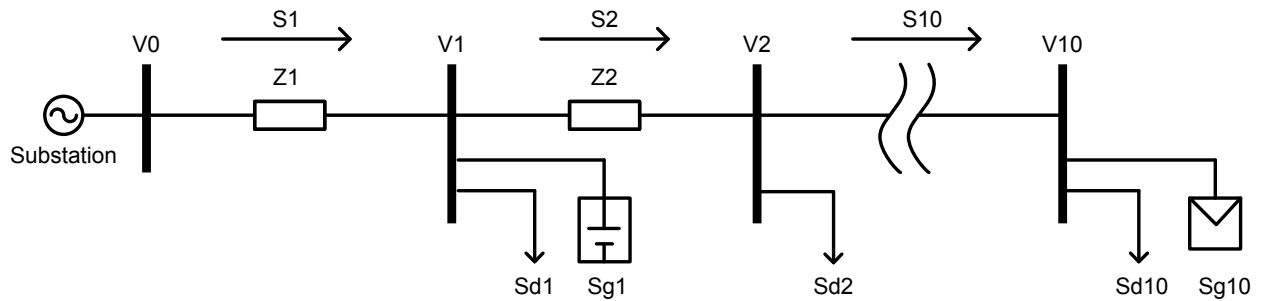 S1 S2 S10
V0 V1 V2 V10
Z1 Z2
Substation
Sd1 Sg1 Sd2 Sd10 Sg10